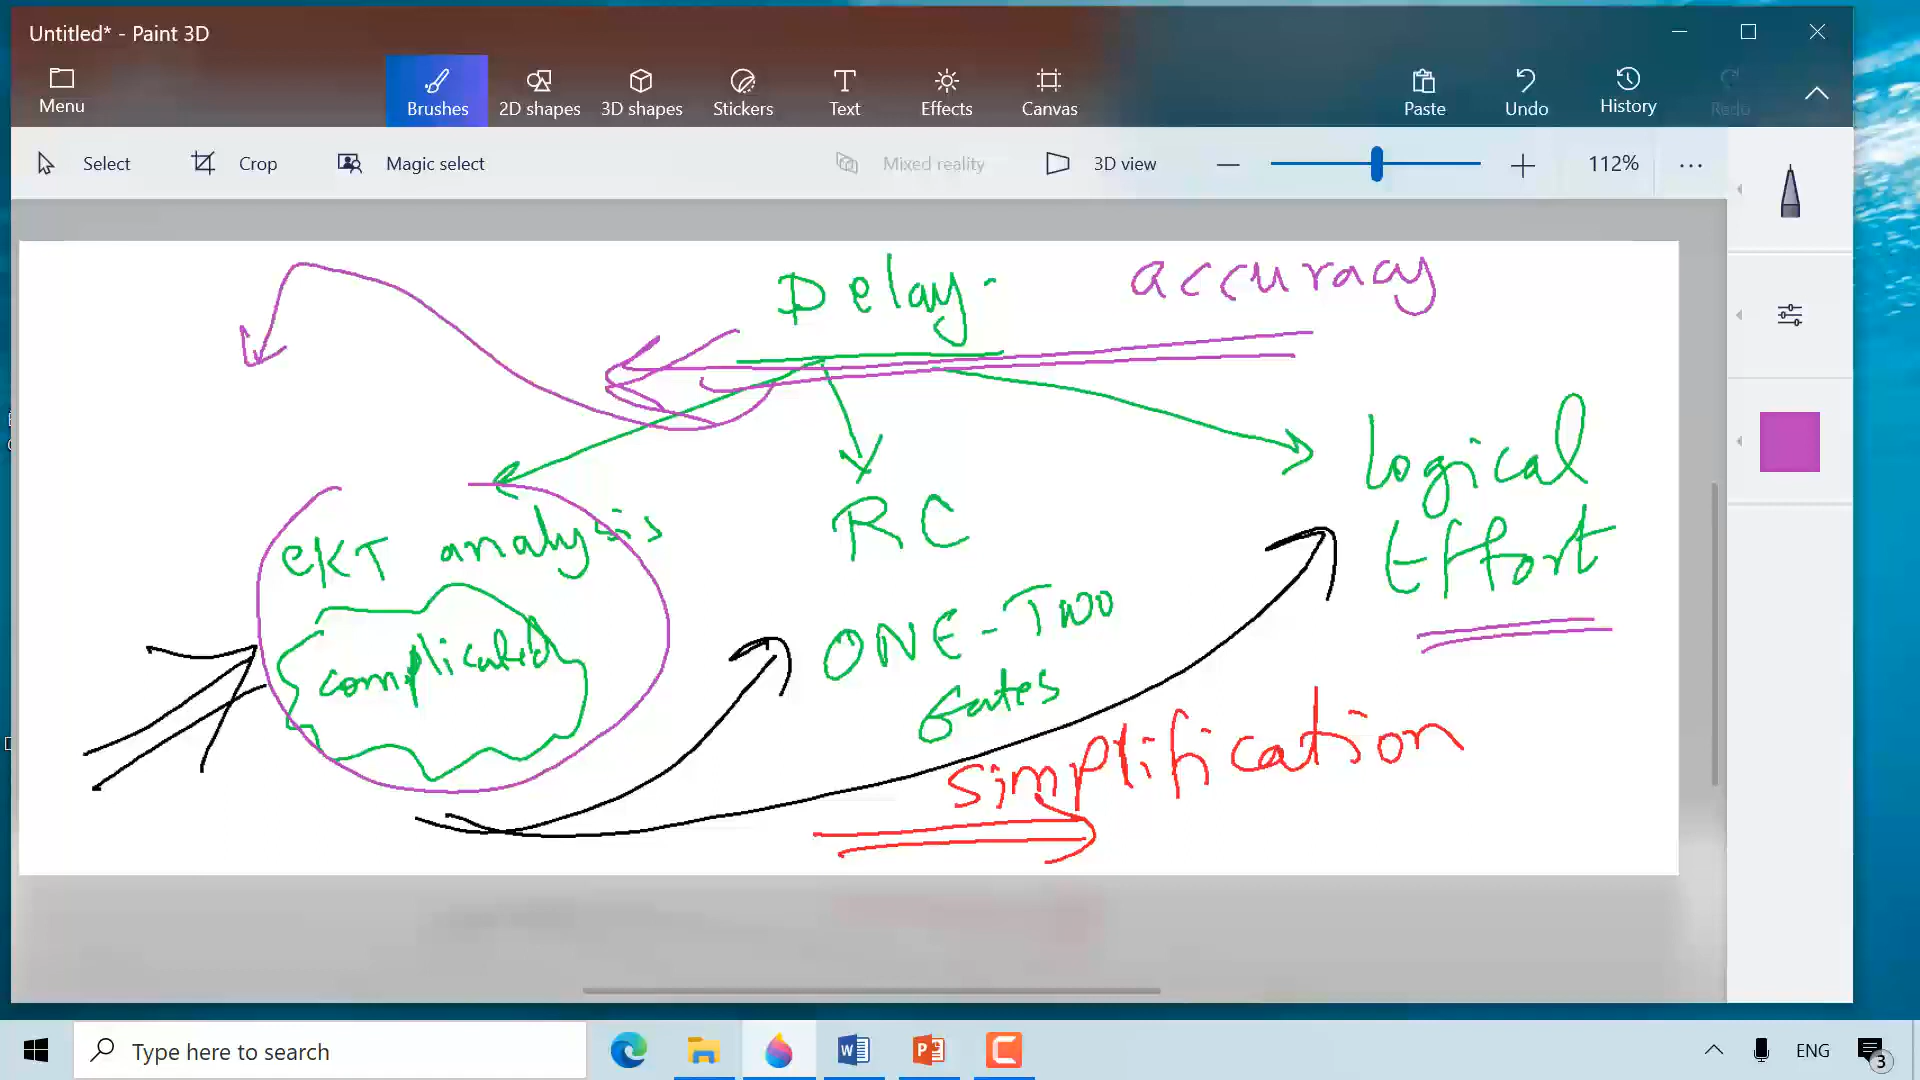 Untitled* - Paint 3D
Menu
Brushes
2D shapes
3D shapes
Stickers
Text
Effects
Canvas
Paste
Undo
History
Redo
Select
Crop
Magic select
Mixed reality
3D view
112%
Delay
accuracy
eKT analysis
complicated
RC
ONE-Two
Gates
Logical
Effort
simplification
Type here to search
ENG
3